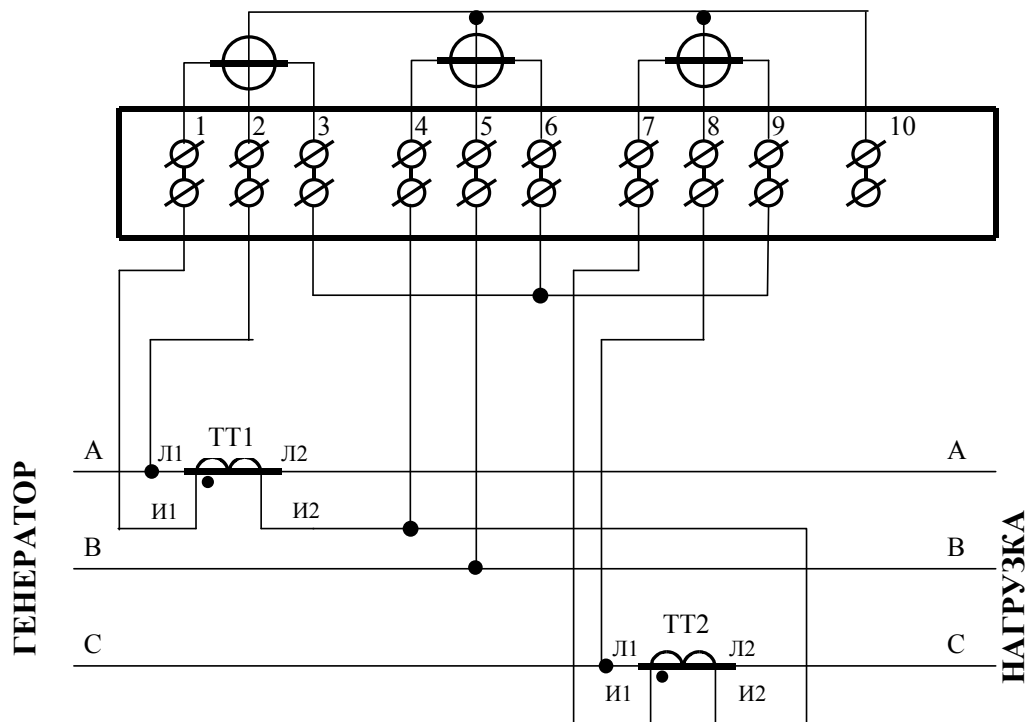 1 2 3 4 5 6 7 8 9 10
ТТ1
А Л1 Л2 А
И1 И2
В В
ТТ2
С Л1 Л2 С
И1 И2
ГЕНЕРАТОР
НАГРУЗКА